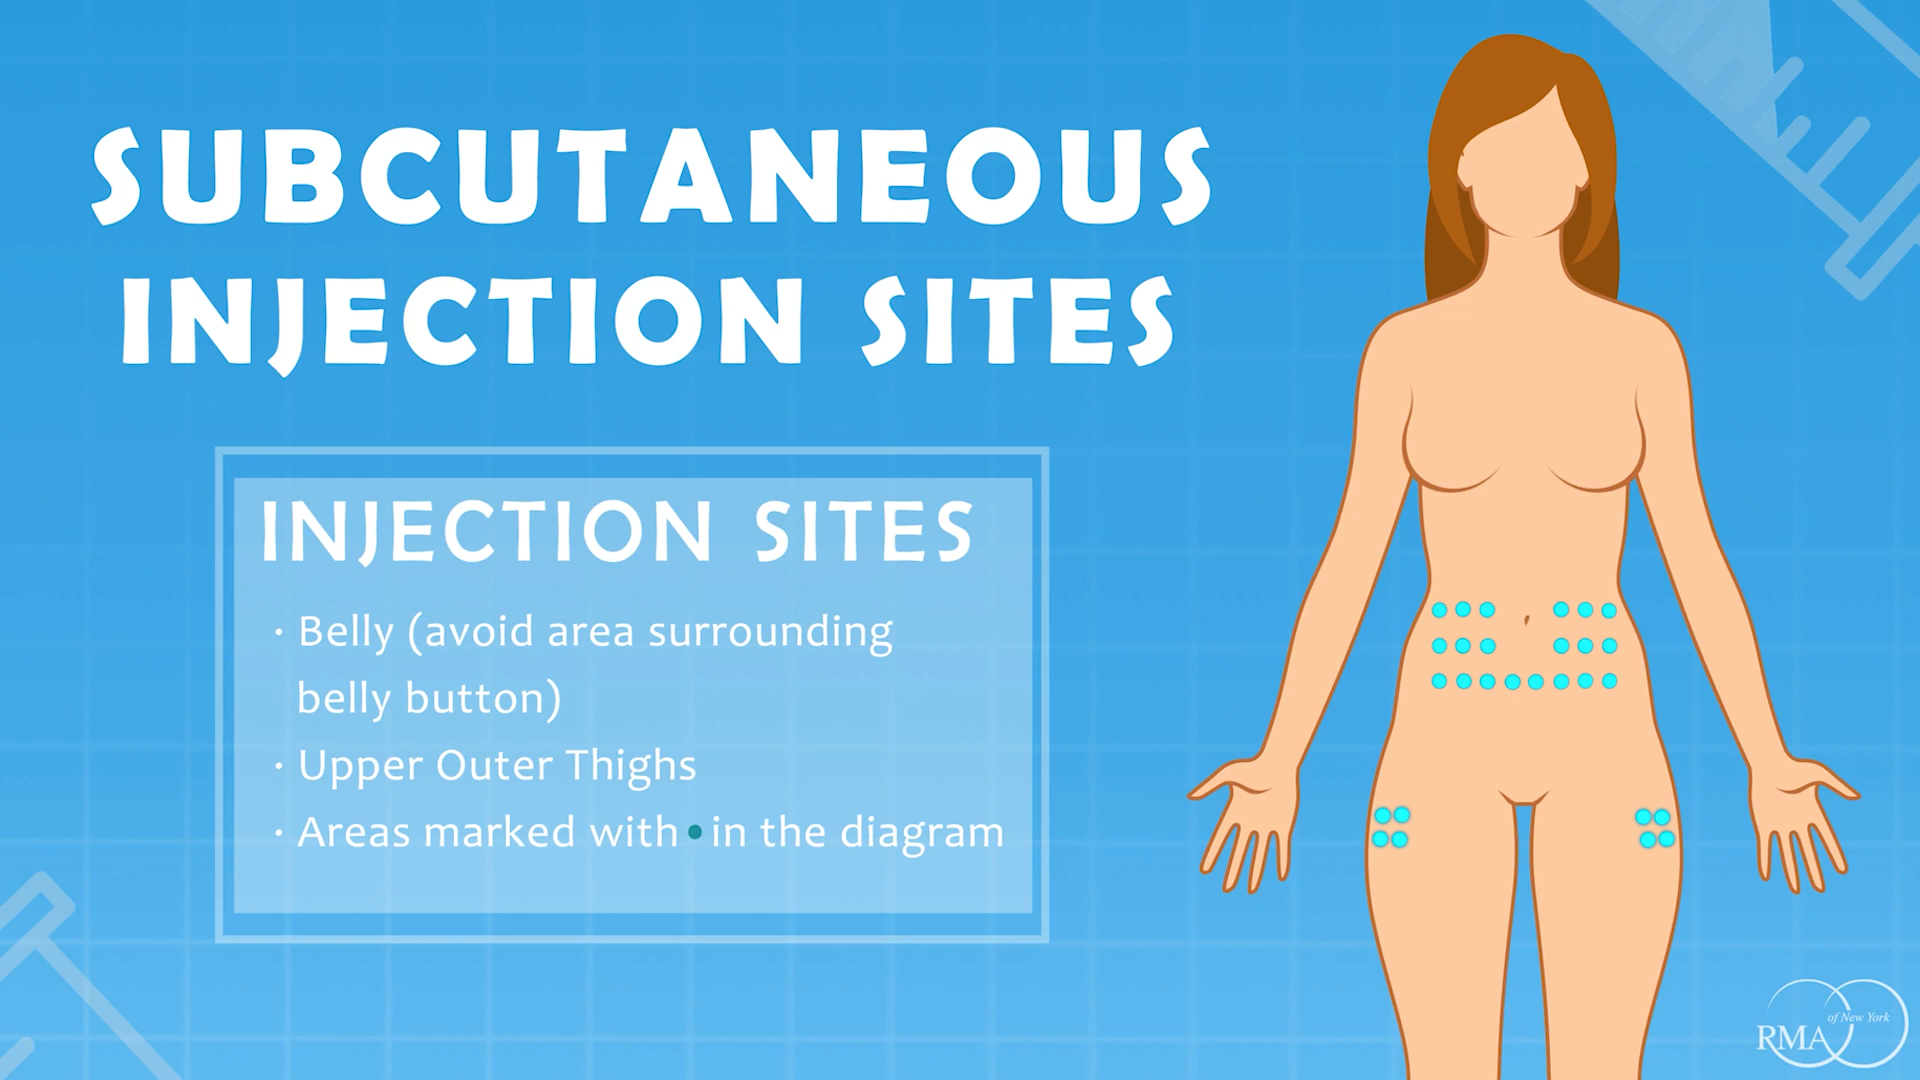 SUBCUTANEOUS
INJECTION SITES
INJECTION SITES
· Belly (avoid area surrounding
belly button)
· Upper Outer Thighs
· Areas marked with • in the diagram
of New York
RMA